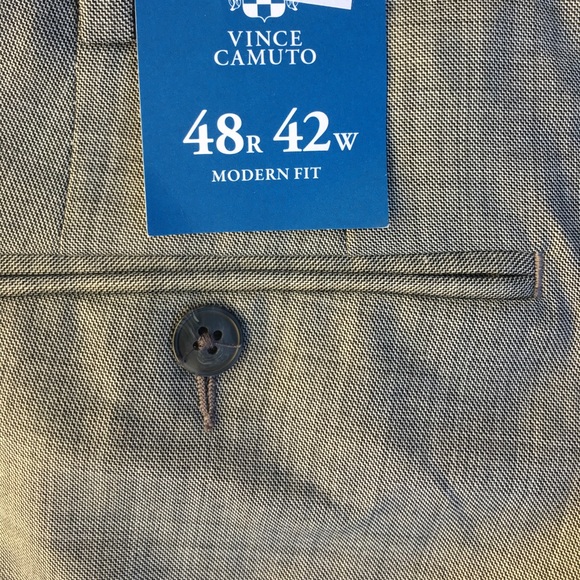 VINCE
CAMUTO
48R 42W
MODERN FIT